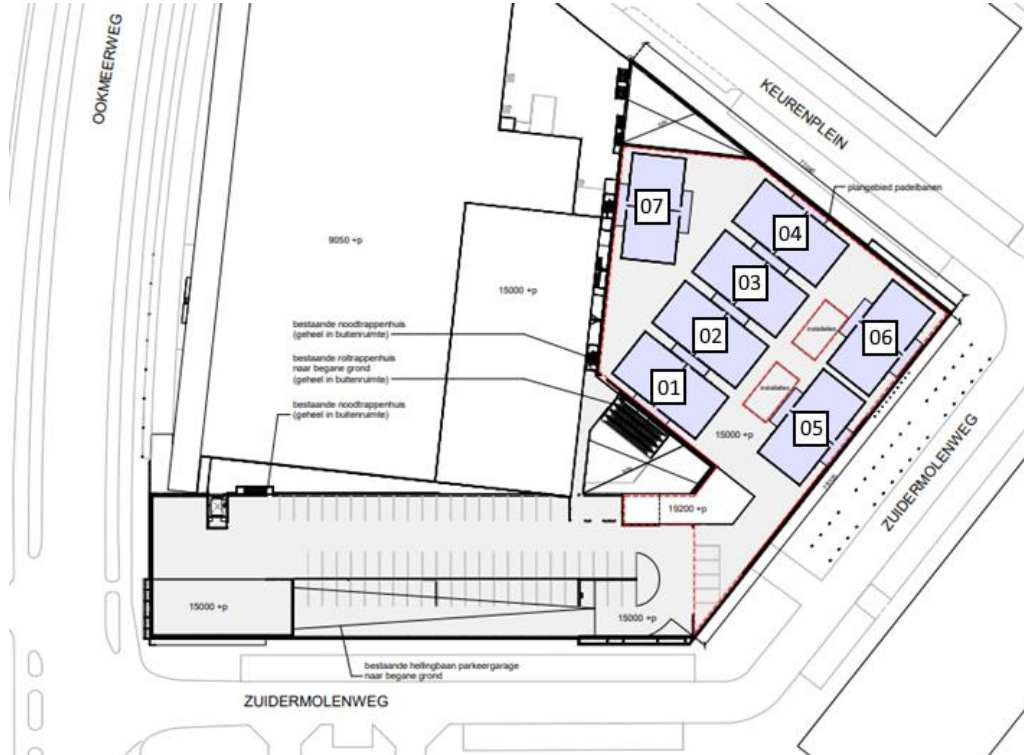 OOKMEERWEG
KEURENPLEIN
plangebied padelbanen
07
04
9050 +p
03
15000 +p
02
06
installaties
bestaande noodtrappenhuis
(geheel in buitenruimte)
bestaande roltrappenhuis
naar begane grond
(geheel in buitenruimte)
01
installaties
bestaande noodtrappenhuis
(geheel in buitenruimte)
05
15000 +p
ZUIDERMOLENWEG
19200 +p
15000 +p
15000 +p
bestaande hellingbaan parkeergarage
naar begane grond
ZUIDERMOLENWEG